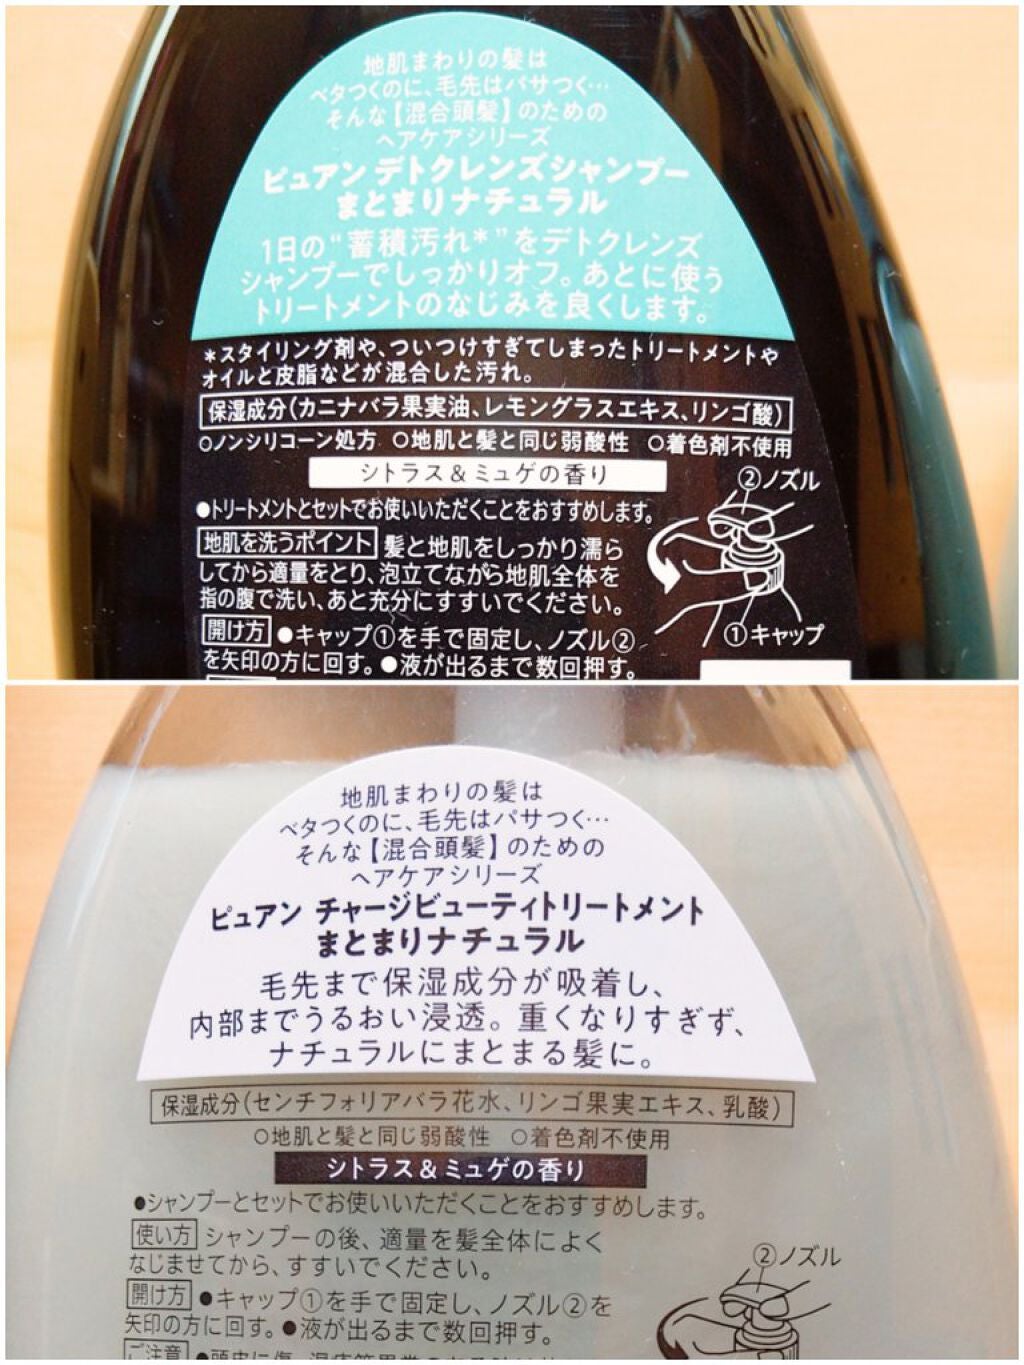 地肌まわりの髪は
ベタつくのに、毛先はパサつく…
そんな【混合頭髪】のための
ヘアケアシリーズ
ピュアン デトクレンズシャンプー
まとまりナチュラル
1日の“蓄積汚れ*”をデトクレンズ
シャンプーでしっかりオフ。あとに使う
トリートメントのなじみを良くします。
*スタイリング剤や、ついつけすぎてしまったトリートメントや
オイルと皮脂などが混合した汚れ。
保湿成分(カニナバラ果実油、レモングラスエキス、リンゴ酸)
○ノンシリコーン処方 ○地肌と髪と同じ弱酸性 ○着色剤不使用
シトラス&ミュゲの香り
②ノズル
●トリートメントとセットでお使いいただくことをおすすめします。
地肌を洗うポイント 髪と地肌をしっかり濡ら
してから適量をとり、泡立てながら地肌全体を
指の腹で洗い、あと充分にすすいでください。
開け方 ●キャップ①を手で固定し、ノズル②
を矢印の方に回す。●液が出るまで数回押す。
①キャップ
地肌まわりの髪は
ベタつくのに、毛先はパサつく…
そんな【混合頭髪】のための
ヘアケアシリーズ
ピュアン チャージビューティトリートメント
まとまりナチュラル
毛先まで保湿成分が吸着し、
内部までうるおい浸透。重くなりすぎず、
ナチュラルにまとまる髪に。
保湿成分(センチフォリアバラ花水、リンゴ果実エキス、乳酸)
○地肌と髪と同じ弱酸性 ○着色剤不使用
シトラス&ミュゲの香り
●シャンプーとセットでお使いいただくことをおすすめします。
使い方 シャンプーの後、適量を髪全体によく
なじませてから、すすいでください。
②ノズル
開け方 ●キャップ①を手で固定し、ノズル②を
矢印の方に回す。●液が出るまで数回押す。
ご注意